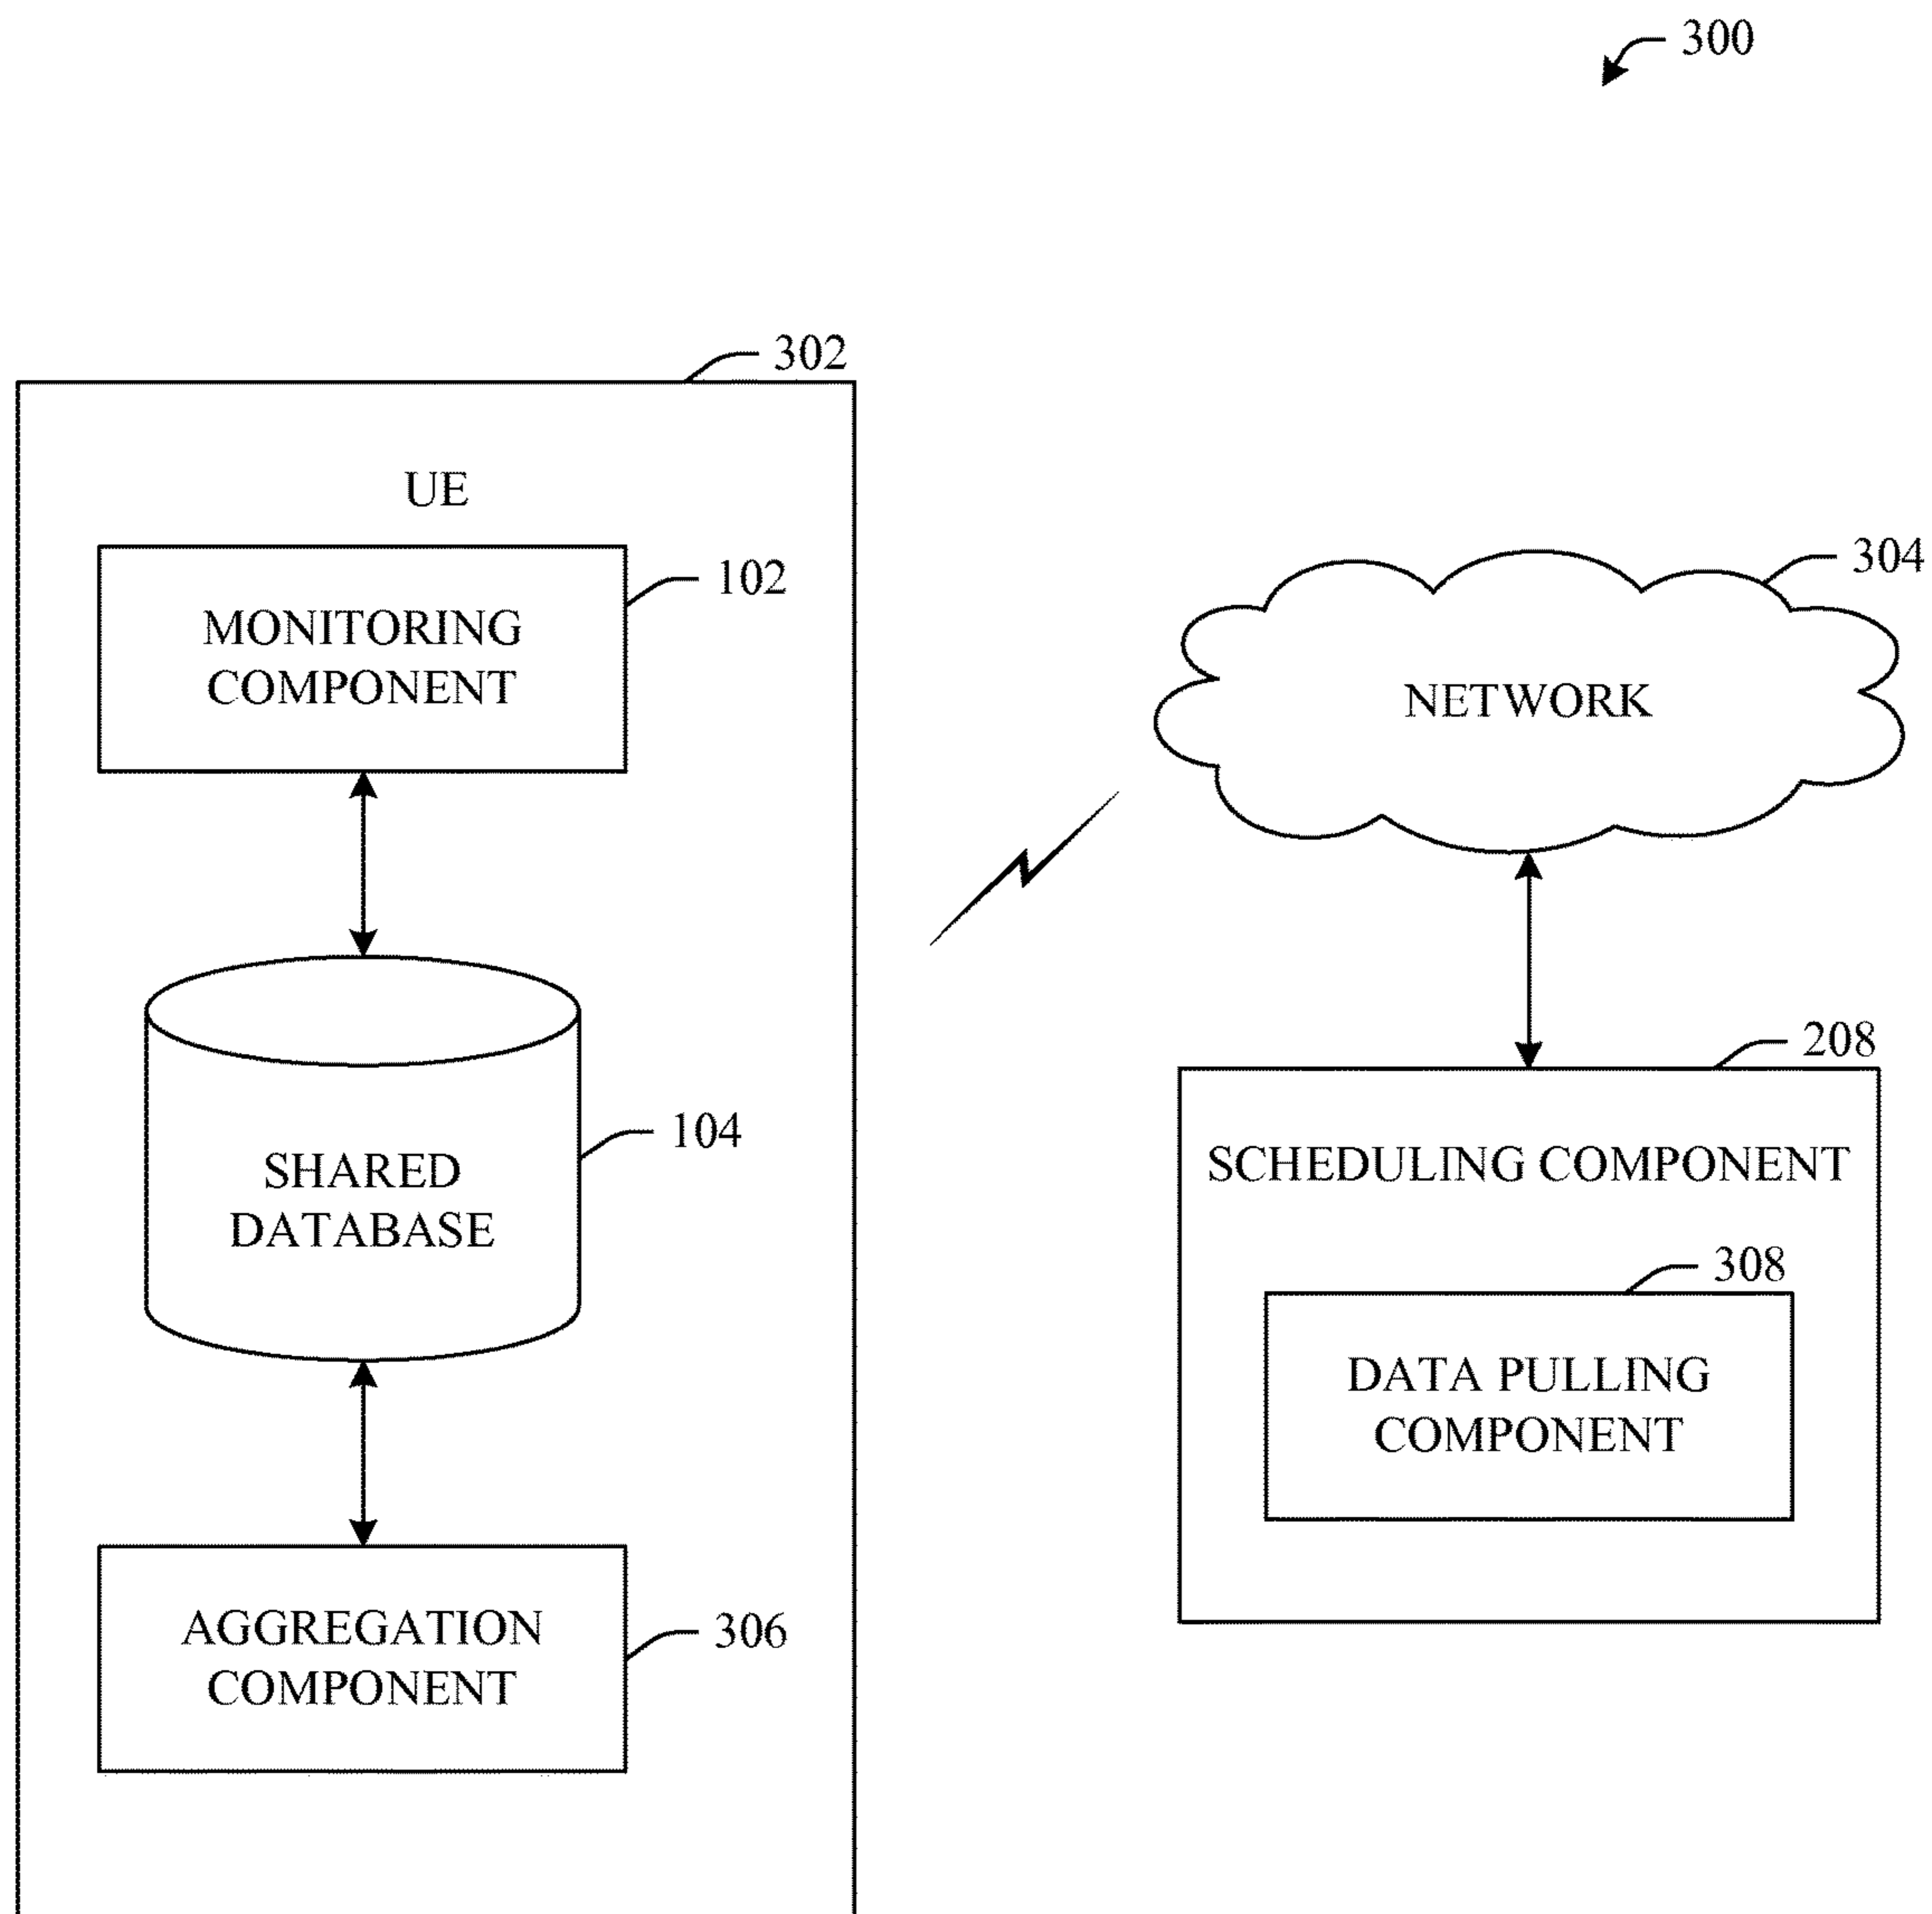 300
302
UE
102
MONITORING
COMPONENT
304
NETWORK
104
SHARED
DATABASE
208
SCHEDULING COMPONENT
308
DATA PULLING
COMPONENT
306
AGGREGATION
COMPONENT